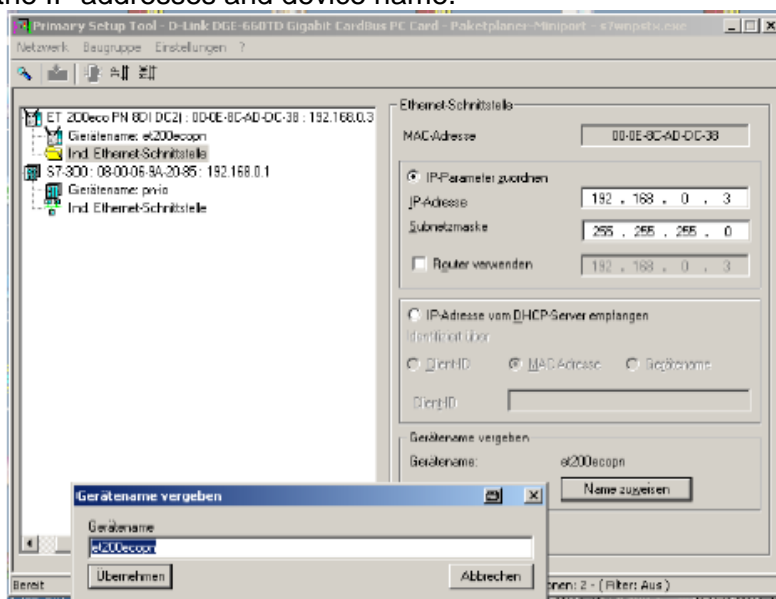 the IP addresses and device name.
Primary Setup Tool - D-Link DGE-660TD Gigabit CardBus PC Card - Paketplaner-Miniport - s7wnpstx.exe
Netzwerk Baugruppe Einstellungen ?
ET 200eco PN 8DI DC24 : 00-0E-8C-AD-DC-38 : 192.168.0.3
Gerätename: et200ecopn
Ind. Ethernet-Schnittstelle
S7-300 : 08-00-06-9A-20-85 : 192.168.0.1
Gerätename: pn-io
Ind. Ethernet-Schnittstelle
Ethernet-Schnittstelle
MAC-Adresse 00-0E-8C-AD-DC-38
IP-Parameter zuordnen
IP-Adresse 192 . 168 . 0 . 3
Subnetzmaske 255 . 255 . 255 . 0
Router verwenden 192 . 168 . 0 . 3
IP-Adresse vom DHCP-Server empfangen
Identifiziert über
Client-ID MAC-Adresse Gerätename
Client-ID
Gerätename vergeben
Gerätename: et200ecopn
Name zuweisen
Gerätename vergeben
Gerätename
et200ecopn
Übernehmen Abbrechen
Bereit
onen: 2 - ( Filter: Aus )